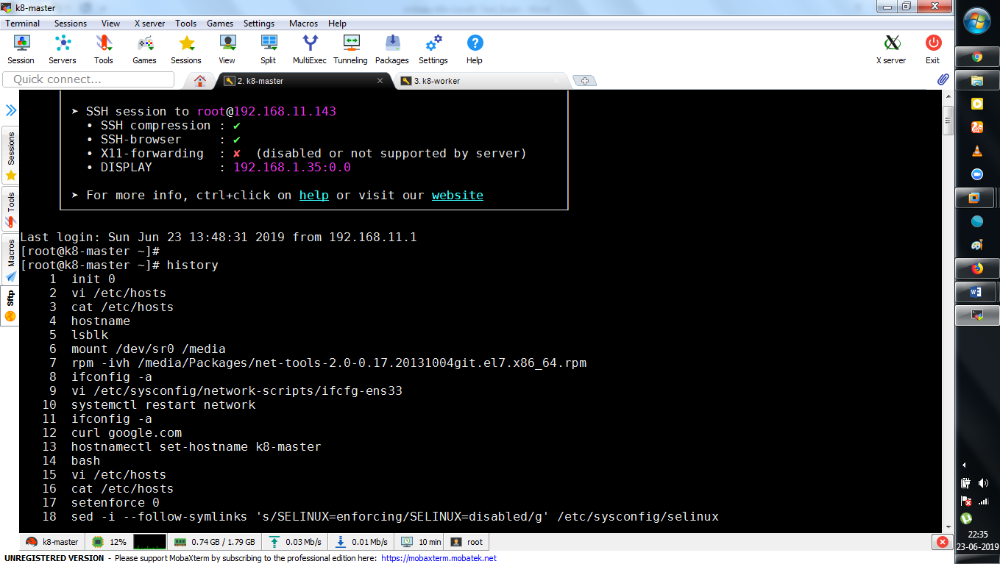 k8-master
Terminal Sessions View X server Tools Games Settings Macros Help
Session Servers Tools Games Sessions View Split MultiExec Tunneling Packages Settings Help X server Exit
Quick connect...
2. k8-master
3. k8-worker
Sessions
Tools
Macros
Sftp
➤ SSH session to root@192.168.11.143
• SSH compression : ✔
• SSH-browser : ✔
• X11-forwarding : ✘ (disabled or not supported by server)
• DISPLAY : 192.168.1.35:0.0
➤ For more info, ctrl+click on help or visit our website
Last login: Sun Jun 23 13:48:31 2019 from 192.168.11.1
[root@k8-master ~]#
[root@k8-master ~]# history
1 init 0
2 vi /etc/hosts
3 cat /etc/hosts
4 hostname
5 lsblk
6 mount /dev/sr0 /media
7 rpm -ivh /media/Packages/net-tools-2.0-0.17.20131004git.el7.x86_64.rpm
8 ifconfig -a
9 vi /etc/sysconfig/network-scripts/ifcfg-ens33
10 systemctl restart network
11 ifconfig -a
12 curl google.com
13 hostnamectl set-hostname k8-master
14 bash
15 vi /etc/hosts
16 cat /etc/hosts
17 setenforce 0
18 sed -i --follow-symlinks 's/SELINUX=enforcing/SELINUX=disabled/g' /etc/sysconfig/selinux
k8-master 12% 0.74 GB / 1.79 GB 0.03 Mb/s 0.01 Mb/s 10 min root
UNREGISTERED VERSION - Please support MobaXterm by subscribing to the professional edition here: https://mobaxterm.mobatek.net
22:35
23-06-2019